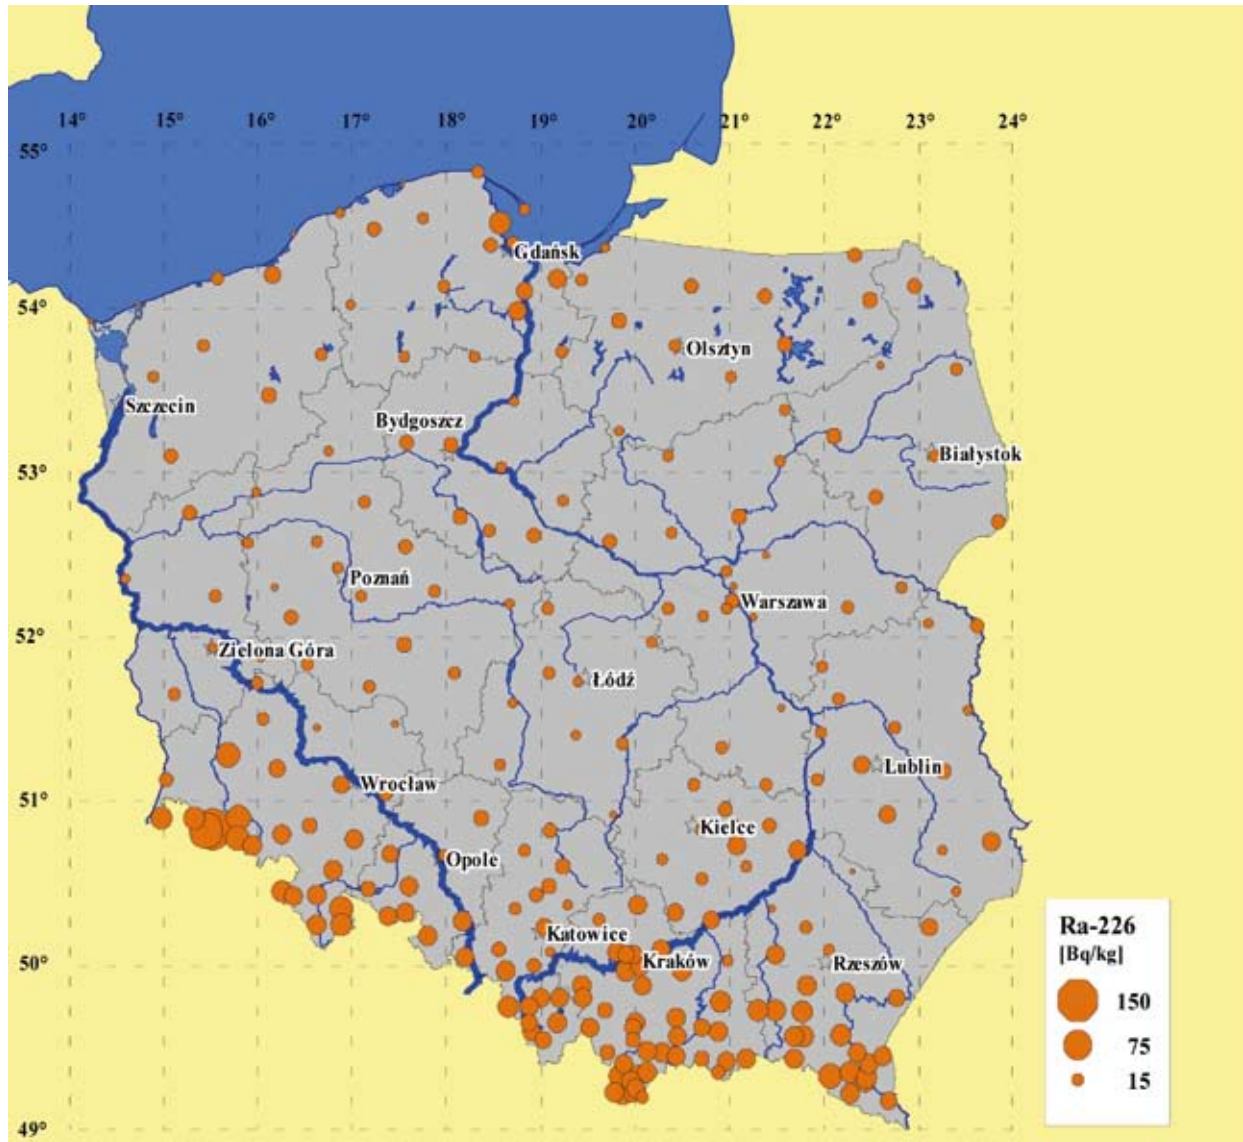 14° 15° 16° 17° 18° 19° 20° 21° 22° 23° 24°
55°
Gdańsk
54°
Olsztyn
Szczecin
Bydgoszcz
Białystok
53°
Poznań
Warszawa
52°
Zielona Góra
Łódź
Lublin
Wrocław
51°
Kielce
Opole
Katowice
Kraków
Rzeszów
50°
49°
Ra-226
[Bq/kg]
150
75
15